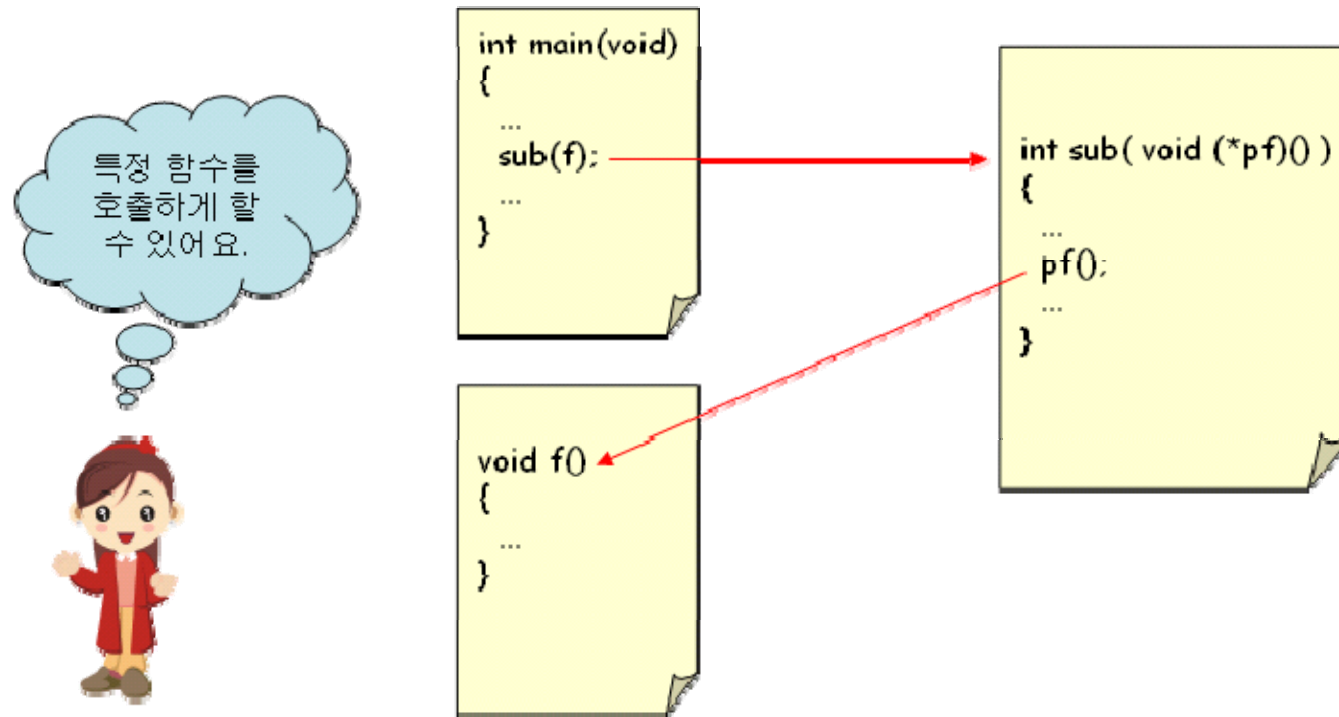 특정 함수를
호출하게 할
수 있어요.
int main(void)
{
...
sub(f);
...
}
void f()
{
...
}
int sub( void (*pf)() )
{
...
pf();
...
}